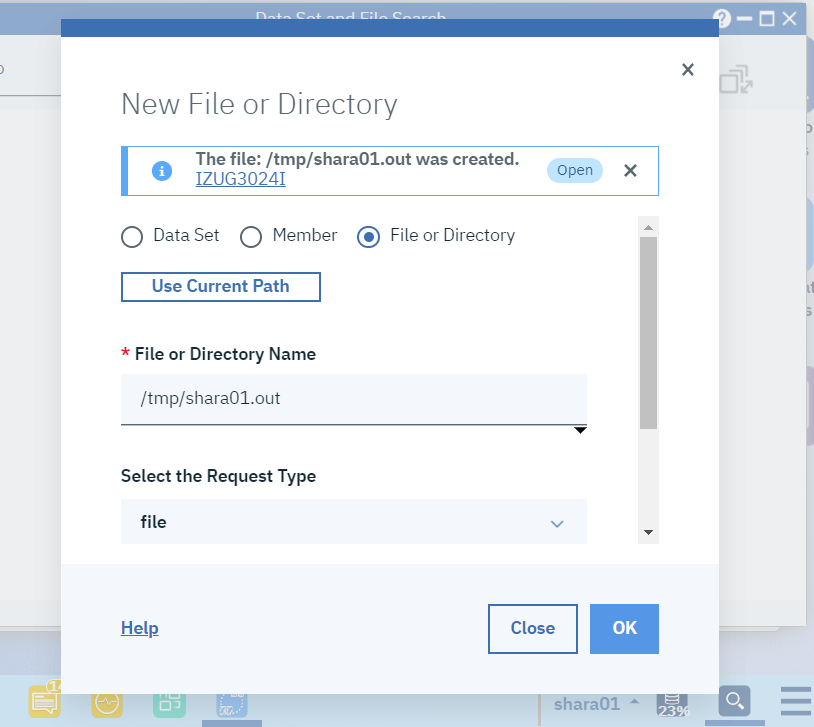 Data Set and File Search
New File or Directory
The file: /tmp/shara01.out was created.
IZUG3024I
Open
Data Set
Member
File or Directory
Use Current Path
* File or Directory Name
/tmp/shara01.out
Select the Request Type
file
Help
Close
OK
shara01
23%